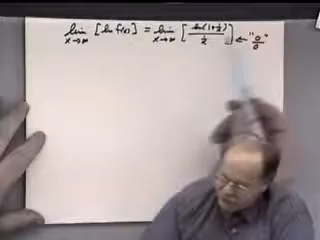 lim x→∞ [ln f(x)] = lim x→∞ [ln(1+1/x) / 1/x] ← "0/0"